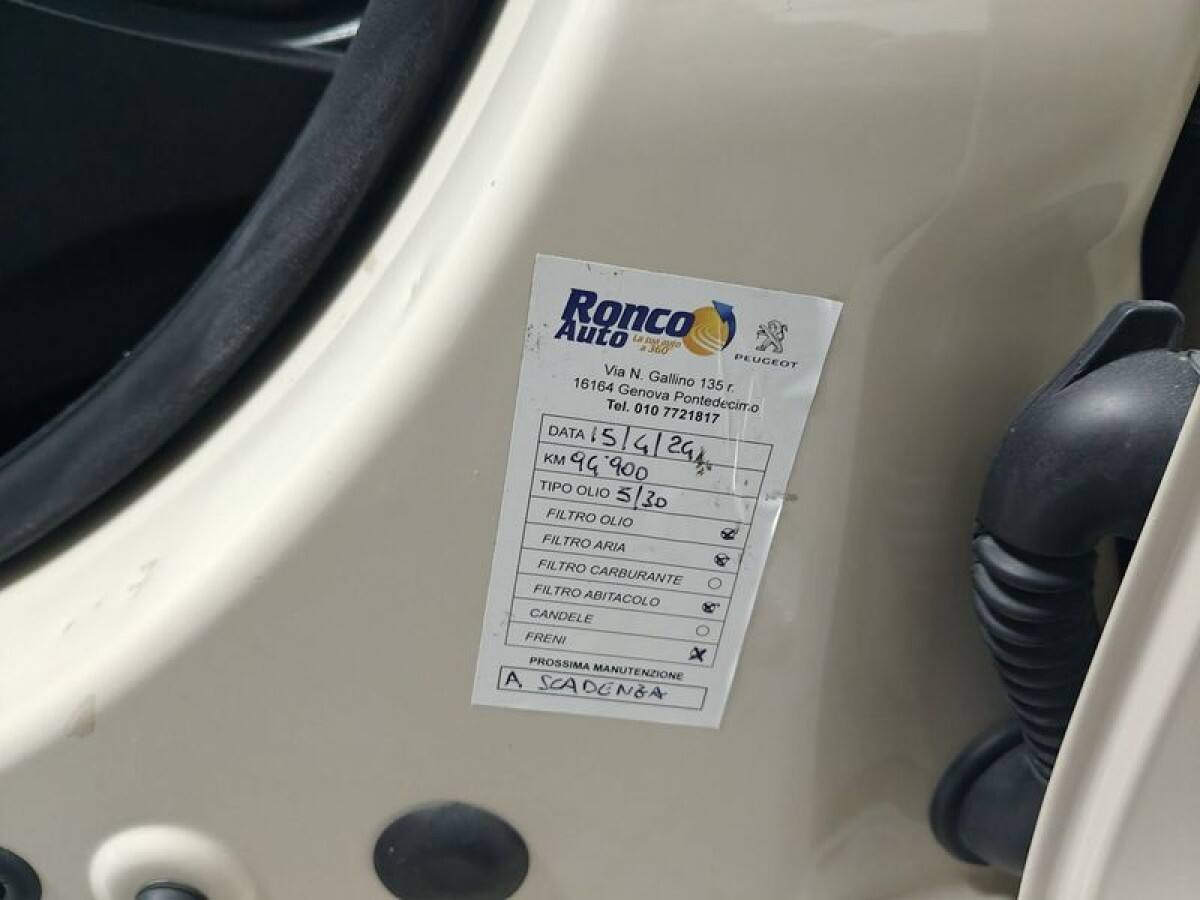 Ronco
Auto
La tua auto
a 360°
PEUGEOT
Via N. Gallino 135 r.
16164 Genova Pontedecimo
Tel. 010 7721817
DATA 15/4/24
KM 94'900
TIPO OLIO 5/30
FILTRO OLIO
FILTRO ARIA
FILTRO CARBURANTE
FILTRO ABITACOLO
CANDELE
FRENI X
PROSSIMA MANUTENZIONE
A SCADENZA